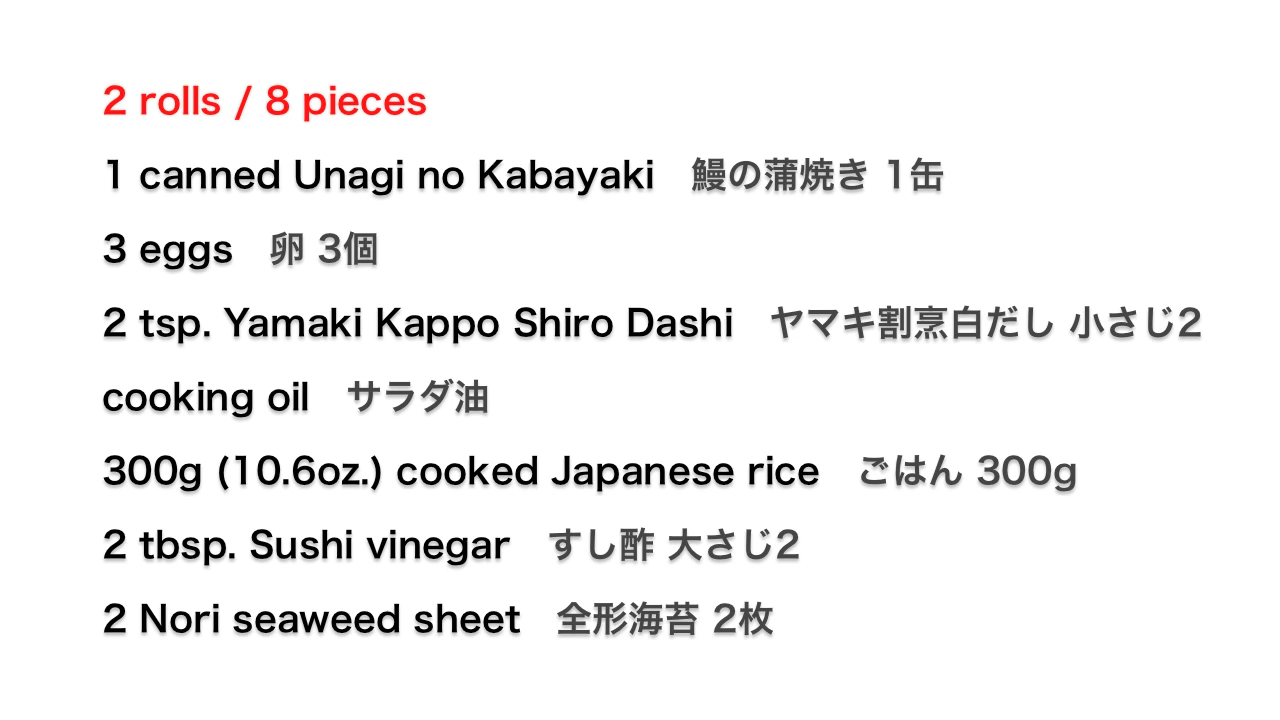 2 rolls / 8 pieces
1 canned Unagi no Kabayaki　鰻の蒲焼き 1缶
3 eggs　卵 3個
2 tsp. Yamaki Kappo Shiro Dashi　ヤマキ割烹白だし 小さじ2
cooking oil　サラダ油
300g (10.6oz.) cooked Japanese rice　ごはん 300g
2 tbsp. Sushi vinegar　すし酢 大さじ2
2 Nori seaweed sheet　全形海苔 2枚